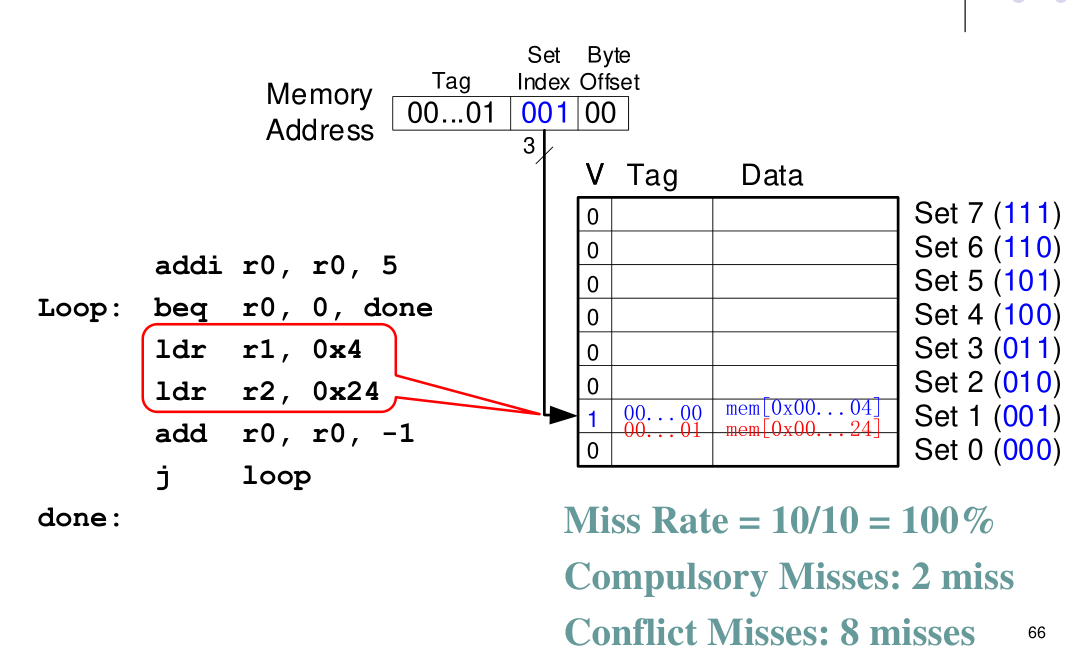 Set Byte
Tag Index Offset
Memory Address 00...01 001 00
3
V Tag Data
0 Set 7 (111)
0 Set 6 (110)
0 Set 5 (101)
0 Set 4 (100)
0 Set 3 (011)
0 Set 2 (010)
1 00...00 mem[0x00...04] Set 1 (001)
00...01 mem[0x00...24]
0 Set 0 (000)
addi r0, r0, 5
Loop: beq r0, 0, done
ldr r1, 0x4
ldr r2, 0x24
add r0, r0, -1
j loop
done:
Miss Rate = 10/10 = 100%
Compulsory Misses: 2 miss
Conflict Misses: 8 misses
66